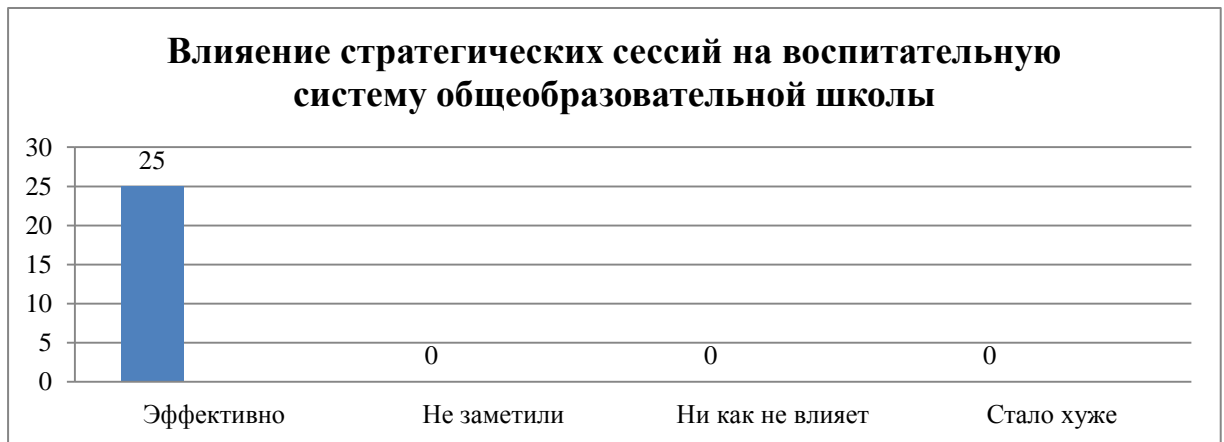 Влияение стратегических сессий на воспитательную
систему общеобразовательной школы
30
25
20
15
10
5
0
25
0
0
0
Эффективно
Не заметили
Ни как не влияет
Стало хуже